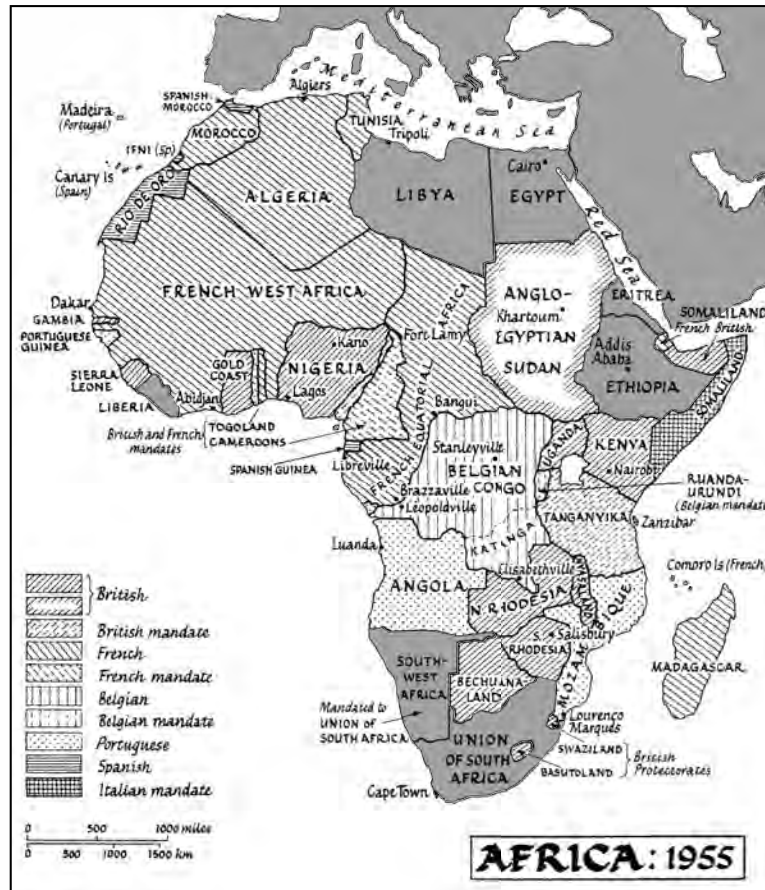 Mediterranean Sea
Algiers
SPANISH
MOROCCO
Madeira
(Portugal)
TUNISIA
Tripoli
MOROCCO
IFNI (Sp)
Canary Is
(Spain)
RIO DE ORO
ALGERIA
LIBYA
Cairo
EGYPT
Red Sea
FRENCH WEST AFRICA
Dakar
GAMBIA
PORTUGUESE
GUINEA
SIERRA
LEONE
LIBERIA
Abidjan
GOLD
COAST
Kano
NIGERIA
Lagos
British and French
mandates
TOGOLAND
CAMEROONS
SPANISH GUINEA
FRENCH EQUATORIAL AFRICA
Fort Lamy
Bangui
Libreville
Brazzaville
Léopoldville
ANGLO-
Khartoum
EGYPTIAN
SUDAN
ERITREA
SOMALILAND
French British
Addis
Ababa
ETHIOPIA
SOMALILAND
UGANDA
KENYA
Nairobi
Stanleyville
BELGIAN
CONGO
RUANDA-
URUNDI
(Belgian mandate)
TANGANYIKA
Zanzibar
KATANGA
Elisabethville
Luanda
ANGOLA
N. RHODESIA
NYASALAND
Comoro Is (French)
MOZAMBIQUE
S.
RHODESIA
Salisbury
MADAGASCAR
SOUTH-
WEST
AFRICA
BECHUANA-
LAND
Mandated to
UNION OF
SOUTH AFRICA
Lourenço
Marques
UNION
OF SOUTH
AFRICA
SWAZILAND
BASUTOLAND
British
Protectorates
Cape Town
British
British mandate
French
French mandate
Belgian
Belgian mandate
Portuguese
Spanish
Italian mandate
0 500 1000 miles
0 500 1000 1500 km
AFRICA: 1955